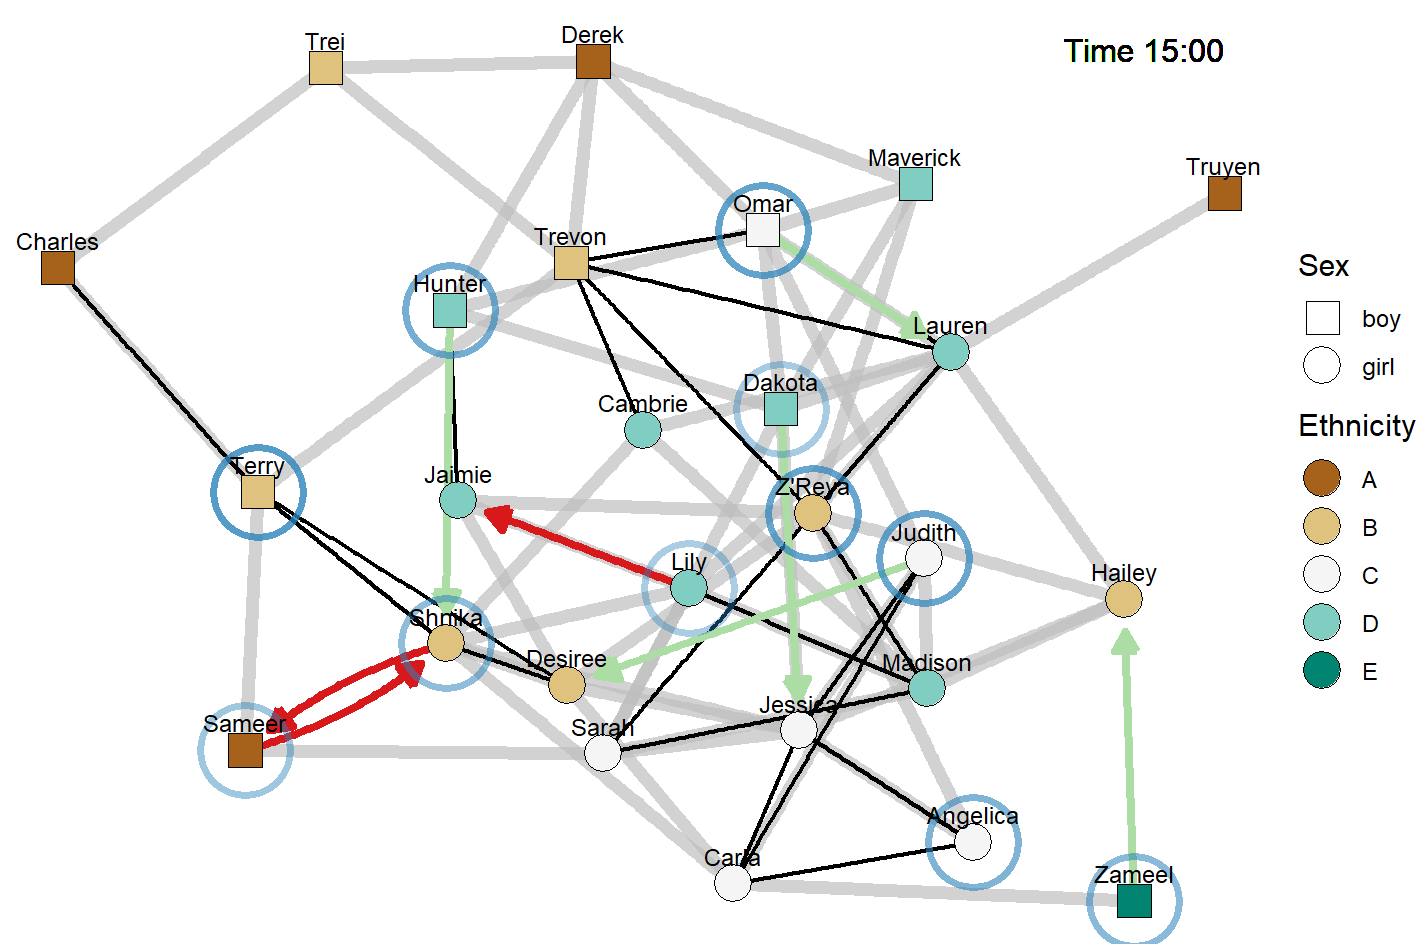 Trei
Derek
Time 15:00
Maverick
Truyen
Omar
Charles
Trevon
Hunter
Lauren
Dakota
Cambrie
Terry
Jaimie
Z'Reya
Judith
Lily
Hailey
Shnika
Desiree
Madison
Sameer
Sarah
Jessica
Angelica
Carla
Zameel
Sex
boy
girl
Ethnicity
A
B
C
D
E